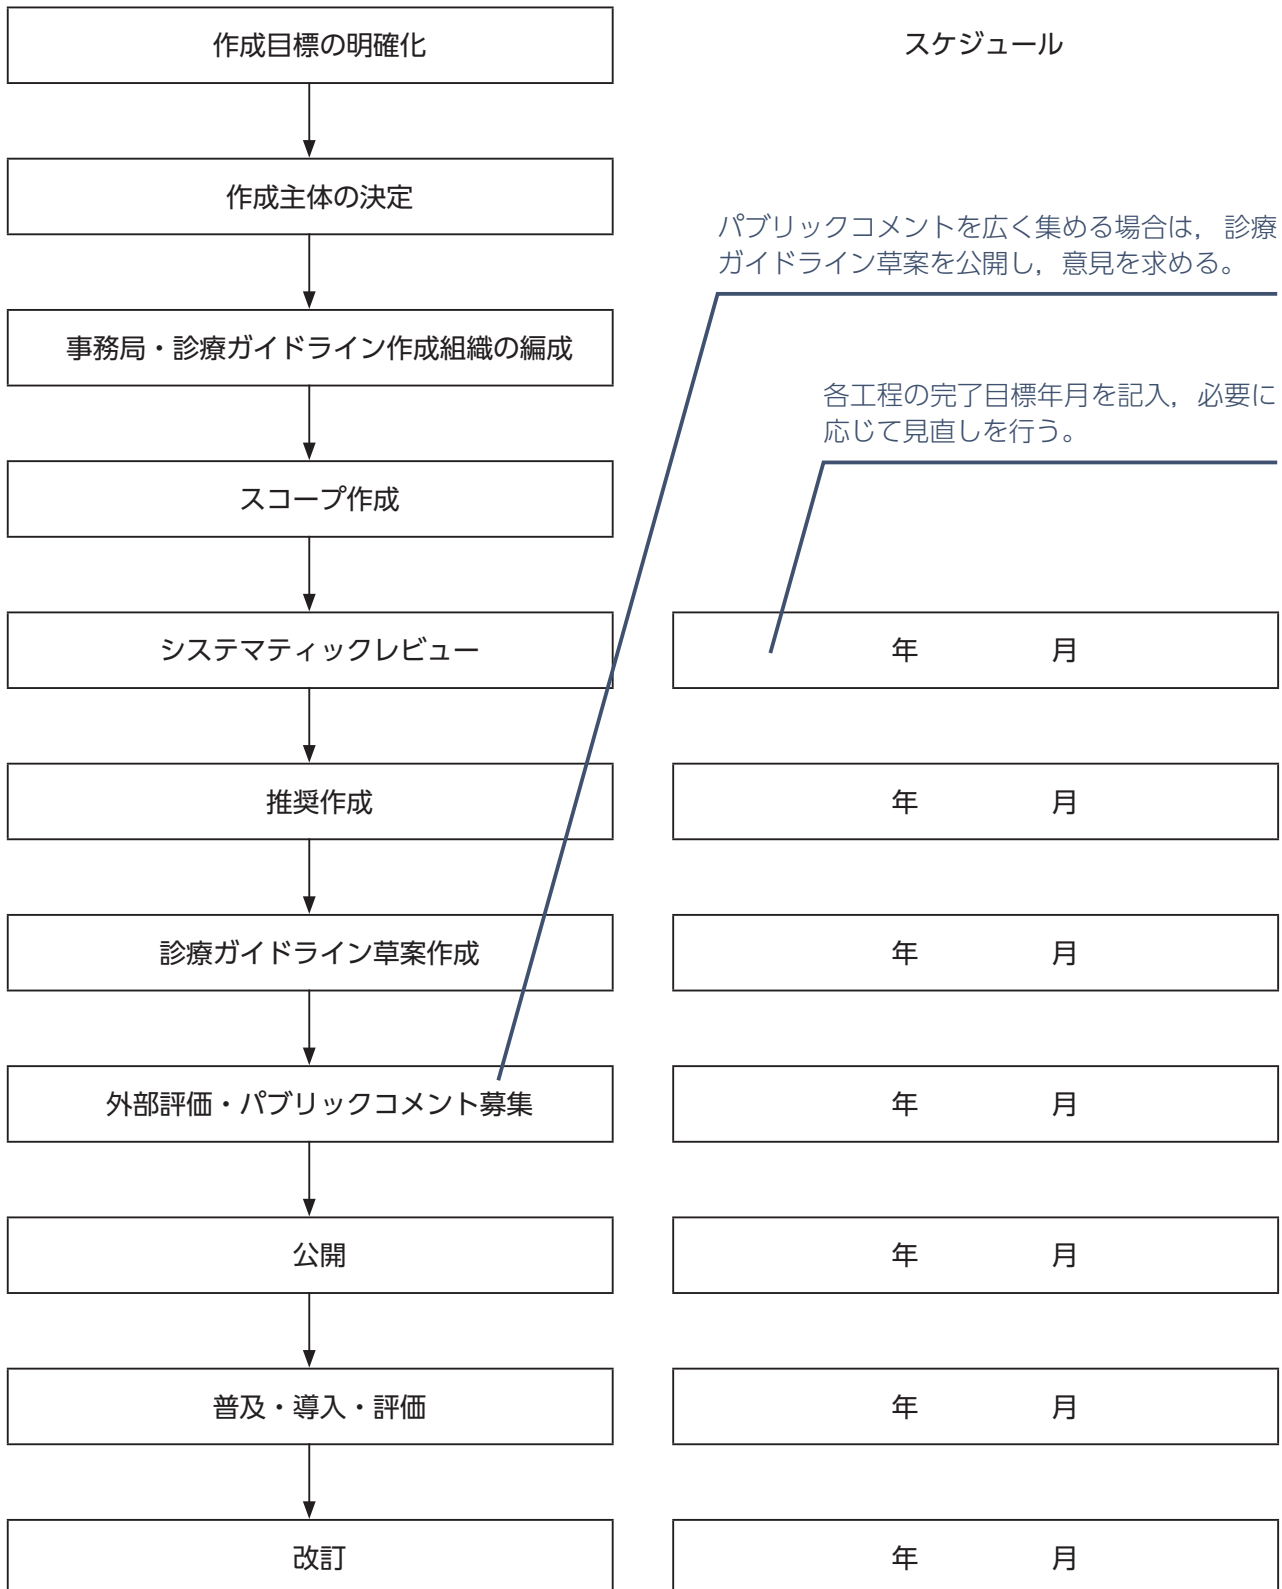 作成目標の明確化
スケジュール
作成主体の決定
パブリックコメントを広く集める場合は，診療
ガイドライン草案を公開し，意見を求める。
事務局・診療ガイドライン作成組織の編成
各工程の完了目標年月を記入，必要に
応じて見直しを行う。
スコープ作成
システマティックレビュー
年 月
推奨作成
年 月
診療ガイドライン草案作成
年 月
外部評価・パブリックコメント募集
年 月
公開
年 月
普及・導入・評価
年 月
改訂
年 月